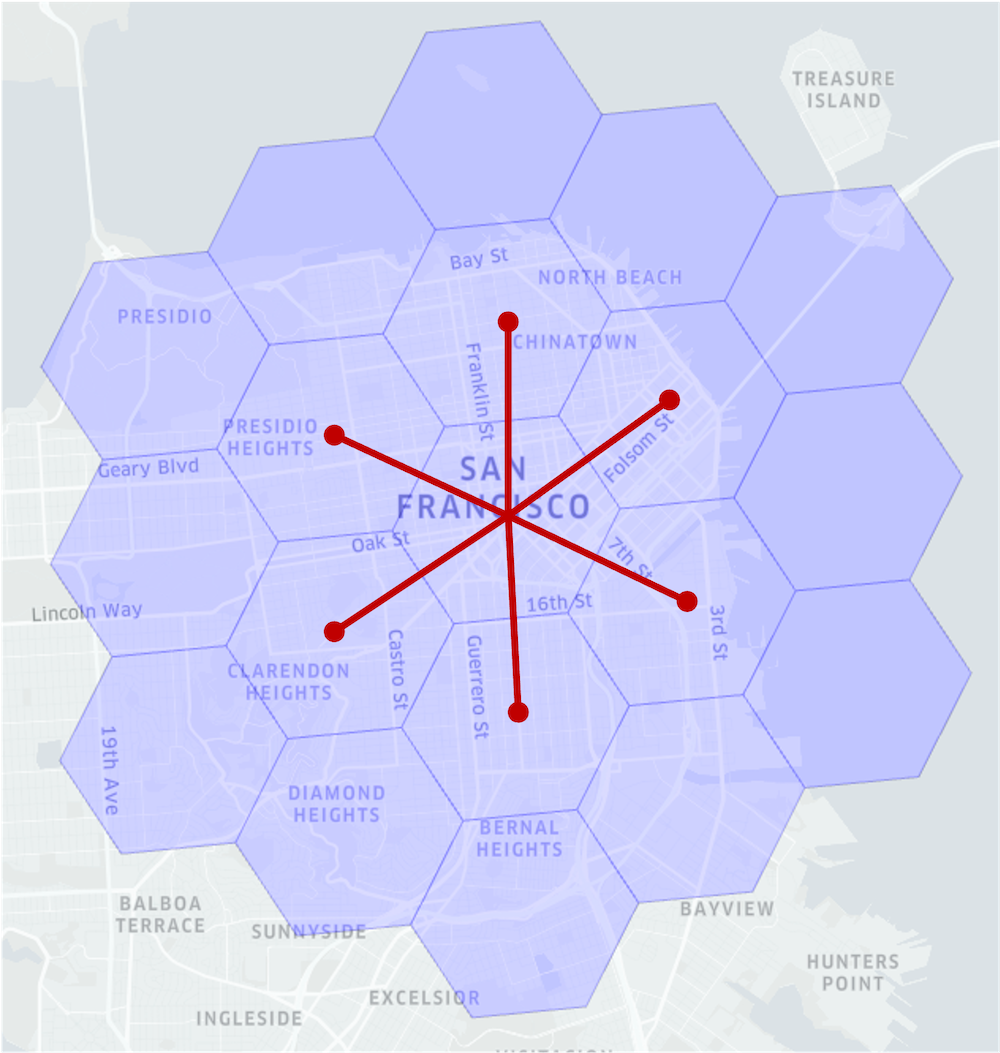 TREASURE
ISLAND
Bay St
NORTH BEACH
PRESIDIO
CHINATOWN
Franklin St
PRESIDIO
HEIGHTS
Geary Blvd
Folsom St
SAN
FRANCISCO
Oak St
7th St
16th St
Lincoln Way
3rd St
Castro St
Guerrero St
CLARENDON
HEIGHTS
19th Ave
DIAMOND
HEIGHTS
BERNAL
HEIGHTS
BALBOA
TERRACE
SUNNYSIDE
BAYVIEW
HUNTERS
POINT
EXCELSIOR
INGLESIDE